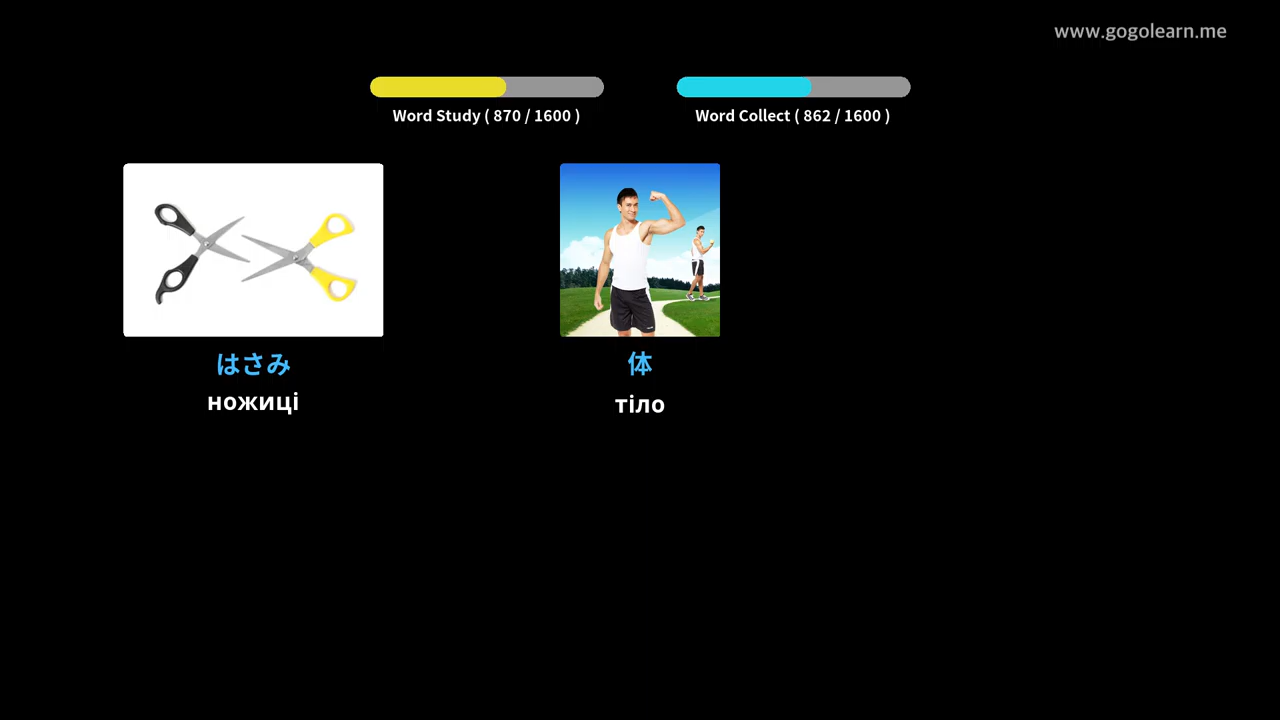 www.gogolearn.me
Word Study ( 870 / 1600 )
Word Collect ( 862 / 1600 )
はさみ
ножиці
体
тіло